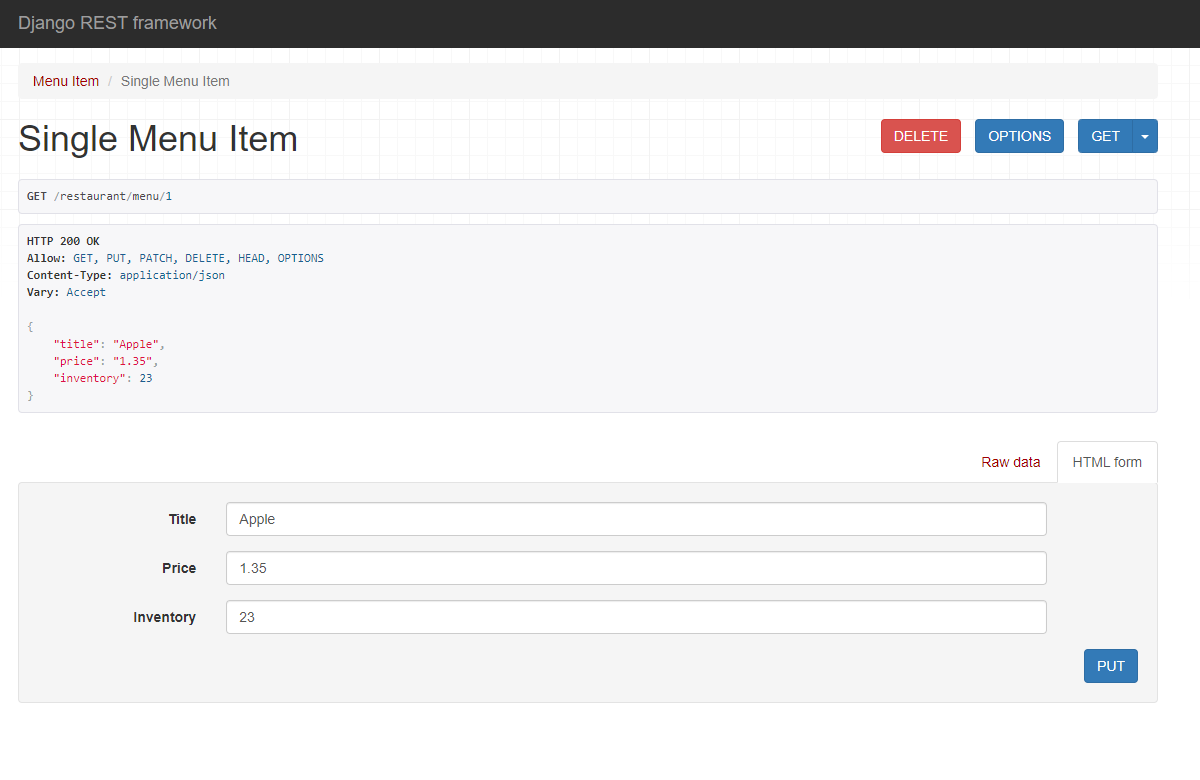 Django REST framework
Menu Item / Single Menu Item
Single Menu Item
DELETE
OPTIONS
GET
GET /restaurant/menu/1
HTTP 200 OK
Allow: GET, PUT, PATCH, DELETE, HEAD, OPTIONS
Content-Type: application/json
Vary: Accept
{
    "title": "Apple",
    "price": "1.35",
    "inventory": 23
}
Raw data
HTML form
Title
Apple
Price
1.35
Inventory
23
PUT